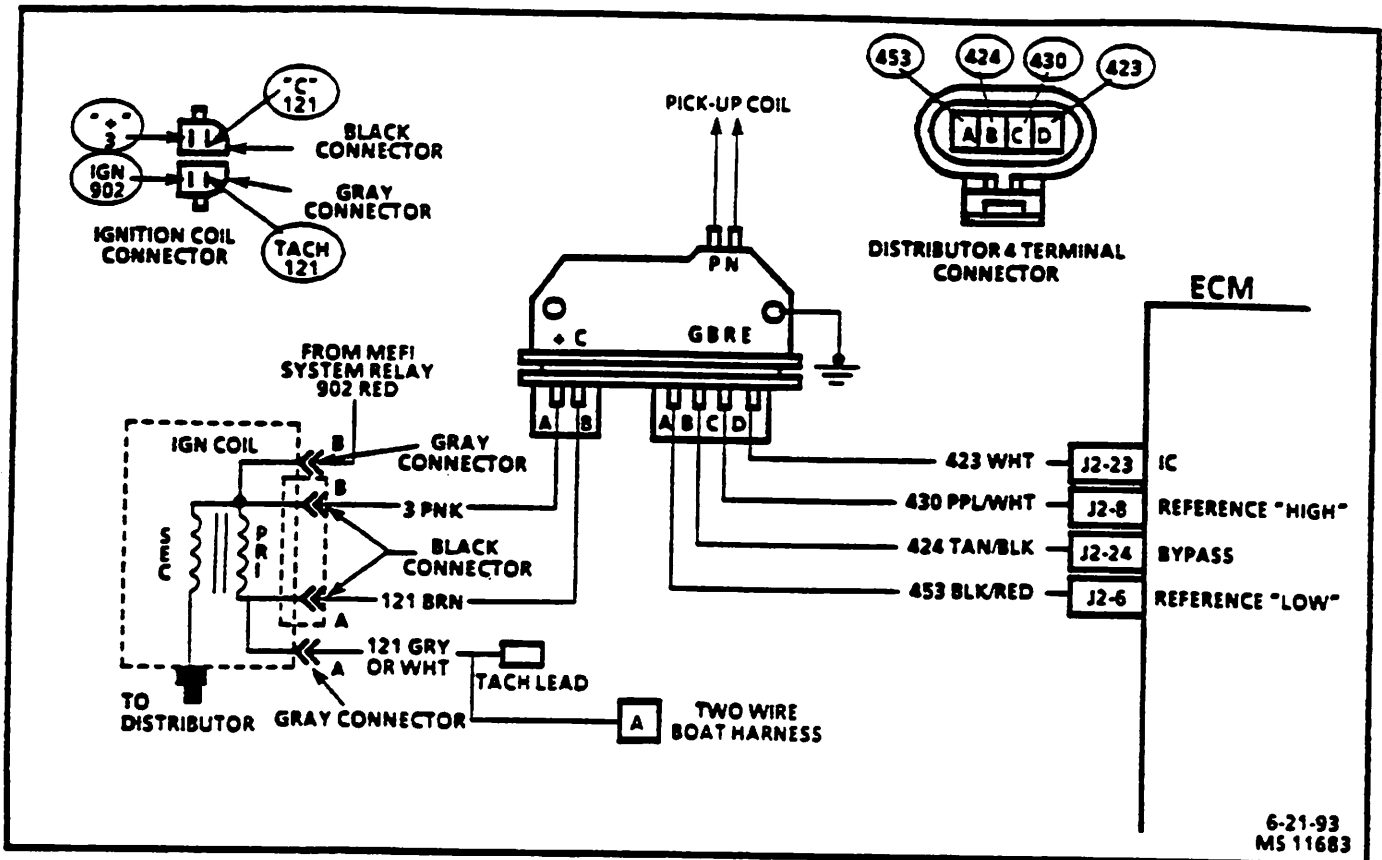 "C"
121
"+"
3
BLACK
CONNECTOR
IGN
902
GRAY
CONNECTOR
IGNITION COIL
CONNECTOR
TACH
121
PICK-UP COIL
453
424
430
423
A B C D
DISTRIBUTOR 4 TERMINAL
CONNECTOR
P N
+ C
G B R E
A B
A B C D
ECM
FROM MEFI
SYSTEM RELAY
902 RED
IGN COIL
B
GRAY
CONNECTOR
B
3 PNK
SEC
PRI
BLACK
CONNECTOR
121 BRN
A
121 GRY
OR WHT
A
TACH LEAD
TO
DISTRIBUTOR
GRAY CONNECTOR
A
TWO WIRE
BOAT HARNESS
423 WHT
J2-23
IC
430 PPL/WHT
J2-8
REFERENCE "HIGH"
424 TAN/BLK
J2-24
BYPASS
453 BLK/RED
J2-6
REFERENCE "LOW"
6-21-93
MS 11683